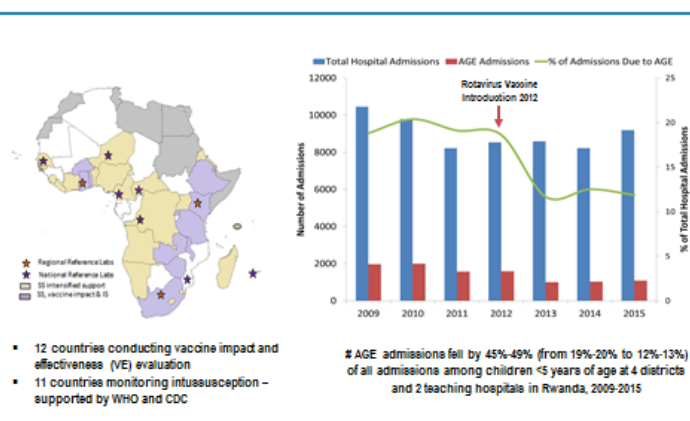 Regional Reference Labs
National Reference Labs
SS intensified support
SS, vaccine impact & IS
12 countries conducting vaccine impact and
effectiveness (VE) evaluation
11 countries monitoring intussusception –
supported by WHO and CDC
Total Hospital Admissions
AGE Admissions
% of Admissions Due to AGE
Rotavirus Vaccine
Introduction 2012
Number of Admissions
12000
10000
8000
6000
4000
2000
0
25
20
15
10
5
0
% of Total Hospital Admissions
2009 2010 2011 2012 2013 2014 2015
# AGE admissions fell by 45%-49% (from 19%-20% to 12%-13%)
of all admissions among children <5 years of age at 4 districts
and 2 teaching hospitals in Rwanda, 2009-2015